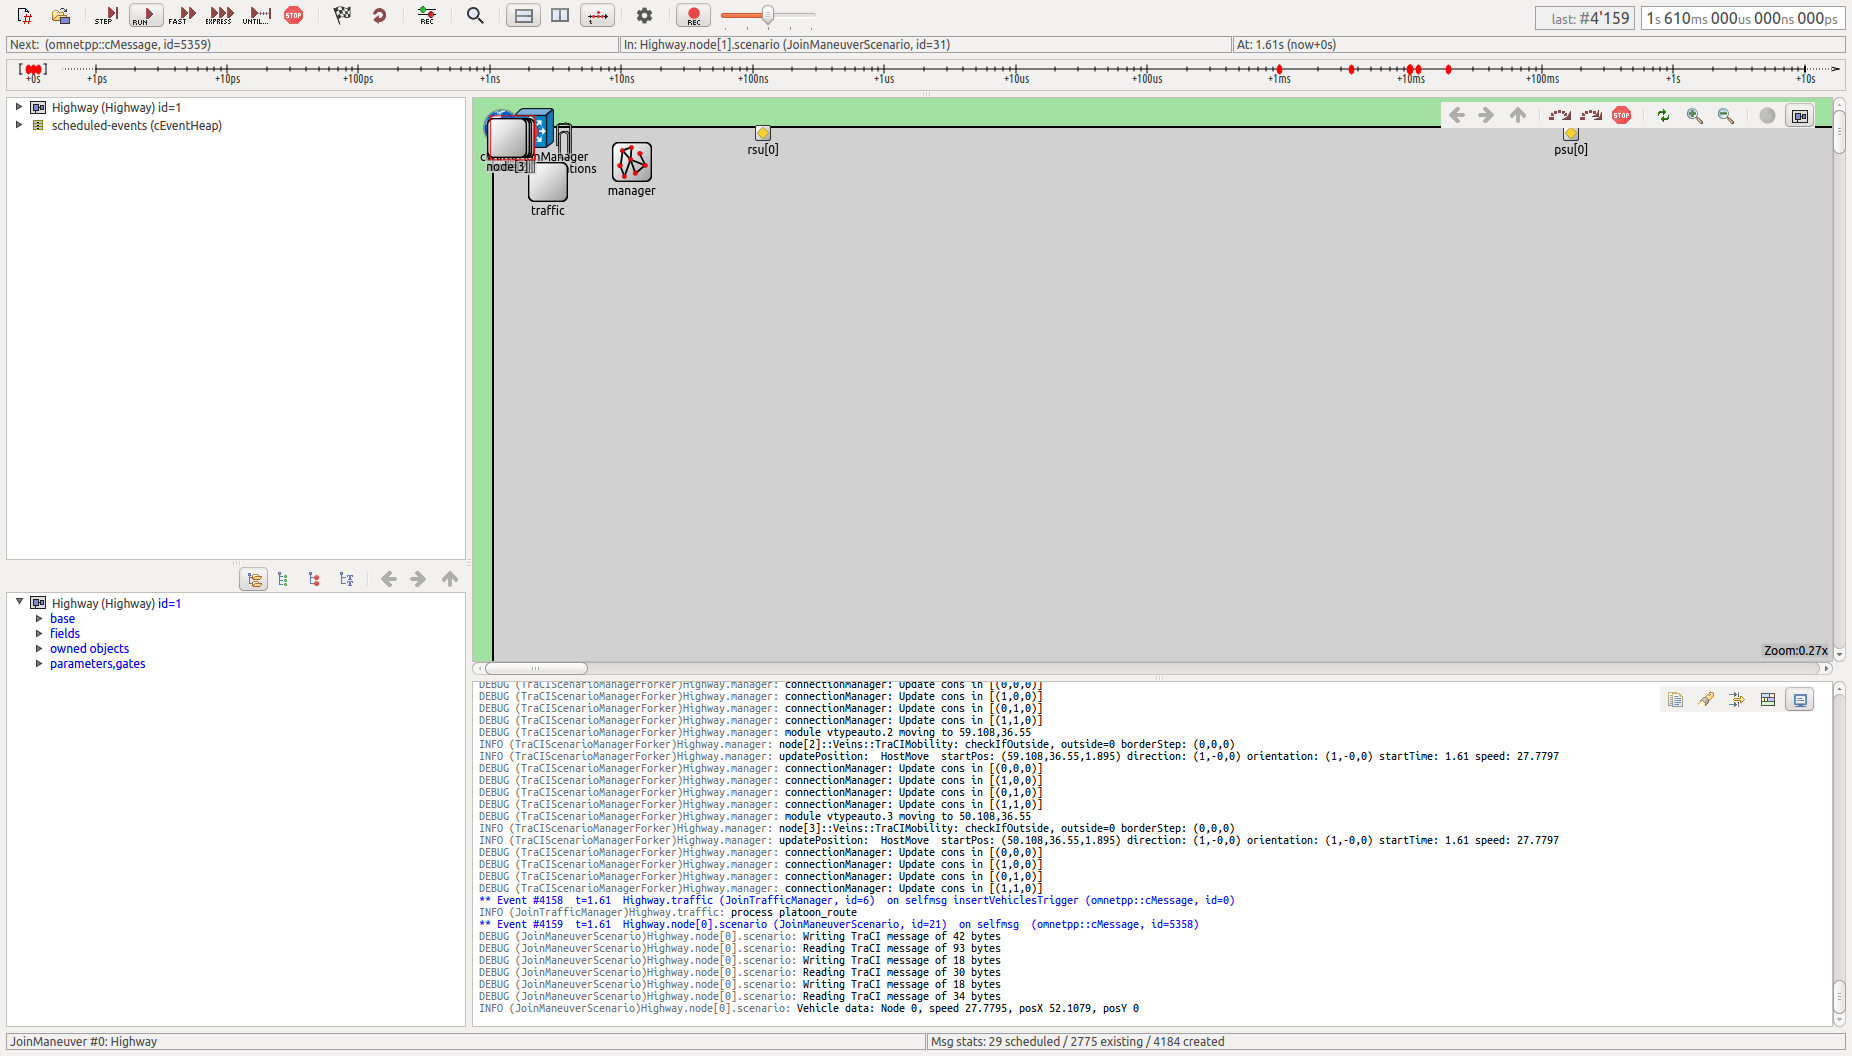 STEP RUN FAST EXPRESS UNTIL... STOP REC REC
last: #4'159 1s 610ms 000us 000ns 000ps
Next: (omnetpp::cMessage, id=5359) In: Highway.node[1].scenario (JoinManeuverScenario, id=31) At: 1.61s (now+0s)
+0s +1ps +10ps +100ps +1ns +10ns +100ns +1us +10us +100us +1ms +10ms +100ms +1s +10s
Highway (Highway) id=1
scheduled-events (cEventHeap)
Highway (Highway) id=1
base
fields
owned objects
parameters,gates
STOP
node[3]
traffic
manager
rsu[0]
psu[0]
Zoom:0.27x
DEBUG (TraCIScenarioManagerForker)Highway.manager: connectionManager: Update cons in [(0,0,0)]
DEBUG (TraCIScenarioManagerForker)Highway.manager: connectionManager: Update cons in [(1,0,0)]
DEBUG (TraCIScenarioManagerForker)Highway.manager: connectionManager: Update cons in [(0,1,0)]
DEBUG (TraCIScenarioManagerForker)Highway.manager: connectionManager: Update cons in [(1,1,0)]
DEBUG (TraCIScenarioManagerForker)Highway.manager: module vtypeauto.2 moving to 59.108,36.55
INFO (TraCIScenarioManagerForker)Highway.manager: node[2]::Veins::TraCIMobility: checkIfOutside, outside=0 borderStep: (0,0,0)
INFO (TraCIScenarioManagerForker)Highway.manager: updatePosition: HostMove startPos: (59.108,36.55,1.895) direction: (1,-0,0) orientation: (1,-0,0) startTime: 1.61 speed: 27.7797
DEBUG (TraCIScenarioManagerForker)Highway.manager: connectionManager: Update cons in [(0,0,0)]
DEBUG (TraCIScenarioManagerForker)Highway.manager: connectionManager: Update cons in [(1,0,0)]
DEBUG (TraCIScenarioManagerForker)Highway.manager: connectionManager: Update cons in [(0,1,0)]
DEBUG (TraCIScenarioManagerForker)Highway.manager: connectionManager: Update cons in [(1,1,0)]
DEBUG (TraCIScenarioManagerForker)Highway.manager: module vtypeauto.3 moving to 50.108,36.55
INFO (TraCIScenarioManagerForker)Highway.manager: node[3]::Veins::TraCIMobility: checkIfOutside, outside=0 borderStep: (0,0,0)
INFO (TraCIScenarioManagerForker)Highway.manager: updatePosition: HostMove startPos: (50.108,36.55,1.895) direction: (1,-0,0) orientation: (1,-0,0) startTime: 1.61 speed: 27.7797
DEBUG (TraCIScenarioManagerForker)Highway.manager: connectionManager: Update cons in [(0,0,0)]
DEBUG (TraCIScenarioManagerForker)Highway.manager: connectionManager: Update cons in [(1,0,0)]
DEBUG (TraCIScenarioManagerForker)Highway.manager: connectionManager: Update cons in [(0,1,0)]
DEBUG (TraCIScenarioManagerForker)Highway.manager: connectionManager: Update cons in [(1,1,0)]
** Event #4158 t=1.61 Highway.traffic (JoinTrafficManager, id=6) on selfmsg insertVehiclesTrigger (omnetpp::cMessage, id=0)
INFO (JoinTrafficManager)Highway.traffic: process platoon_route
** Event #4159 t=1.61 Highway.node[0].scenario (JoinManeuverScenario, id=21) on selfmsg (omnetpp::cMessage, id=5358)
DEBUG (JoinManeuverScenario)Highway.node[0].scenario: Writing TraCI message of 42 bytes
DEBUG (JoinManeuverScenario)Highway.node[0].scenario: Reading TraCI message of 93 bytes
DEBUG (JoinManeuverScenario)Highway.node[0].scenario: Writing TraCI message of 18 bytes
DEBUG (JoinManeuverScenario)Highway.node[0].scenario: Reading TraCI message of 30 bytes
DEBUG (JoinManeuverScenario)Highway.node[0].scenario: Writing TraCI message of 18 bytes
DEBUG (JoinManeuverScenario)Highway.node[0].scenario: Reading TraCI message of 34 bytes
INFO (JoinManeuverScenario)Highway.node[0].scenario: Vehicle data: Node 0, speed 27.7795, posX 52.1079, posY 0
JoinManeuver #0: Highway Msg stats: 29 scheduled / 2775 existing / 4184 created